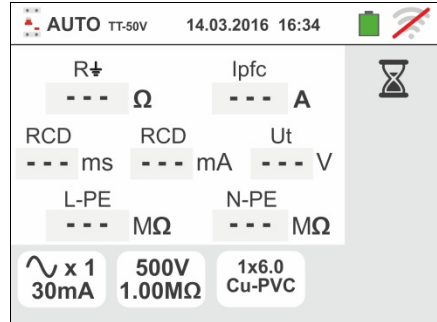 AUTO TT-50V 14.03.2016 16:34
R⏚ Ipfc
- - - Ω - - - A
RCD RCD Ut
- - - ms - - - mA - - - V
L-PE N-PE
- - - MΩ - - - MΩ
∿ x 1 500V 1x6.0
30mA 1.00MΩ Cu-PVC